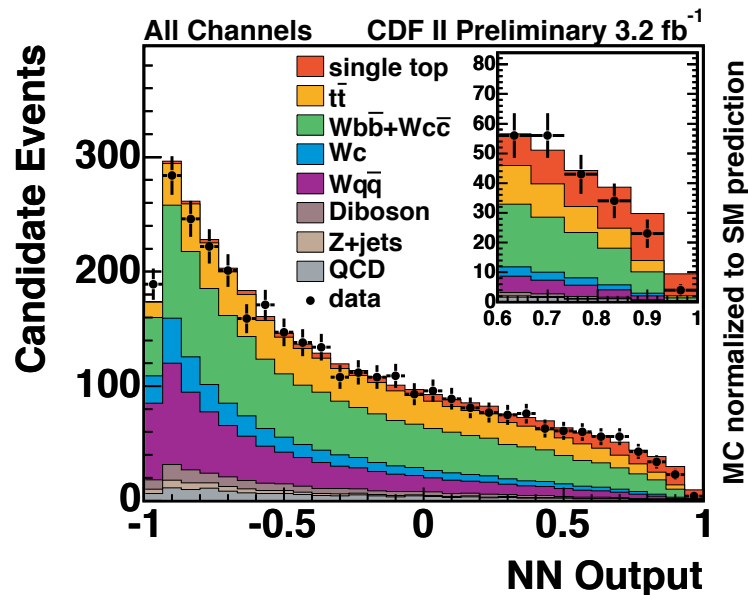 All Channels CDF II Preliminary 3.2 fb⁻¹
Candidate Events
MC normalized to SM prediction
single top
tt̄
Wbb̄+Wcc̄
Wc
Wqq̄
Diboson
Z+jets
QCD
data
300
200
100
0
-1 -0.5 0 0.5 1
NN Output
80
70
60
50
40
30
20
10
0
0.6 0.7 0.8 0.9 1